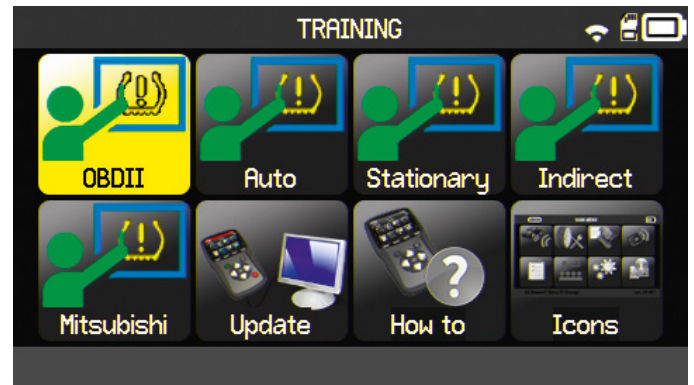 TRAINING
OBDII
Auto
Stationary
Indirect
Mitsubishi
Update
How to
Icons